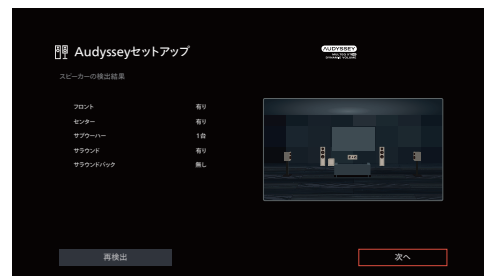 Audysseyセットアップ
AUDYSSEY
DYNAMIC VOLUME
スピーカーの検出結果
フロント 有り
センター 有り
サブウーハー 1台
サラウンド 有り
サラウンドバック 無し
再検出
次へ